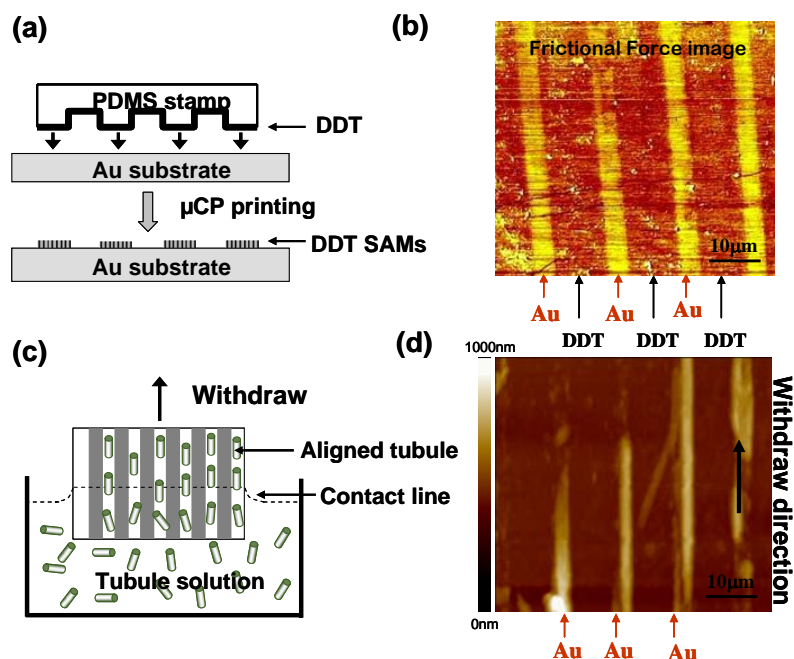 (a)
PDMS stamp
DDT
Au substrate
µCP printing
DDT SAMs
Au substrate
(b)
Frictional Force image
10µm
Au
Au
Au
DDT
DDT
DDT
(c)
Withdraw
Aligned tubule
Contact line
Tubule solution
(d)
1000nm
0nm
Withdraw direction
10µm
Au
Au
Au